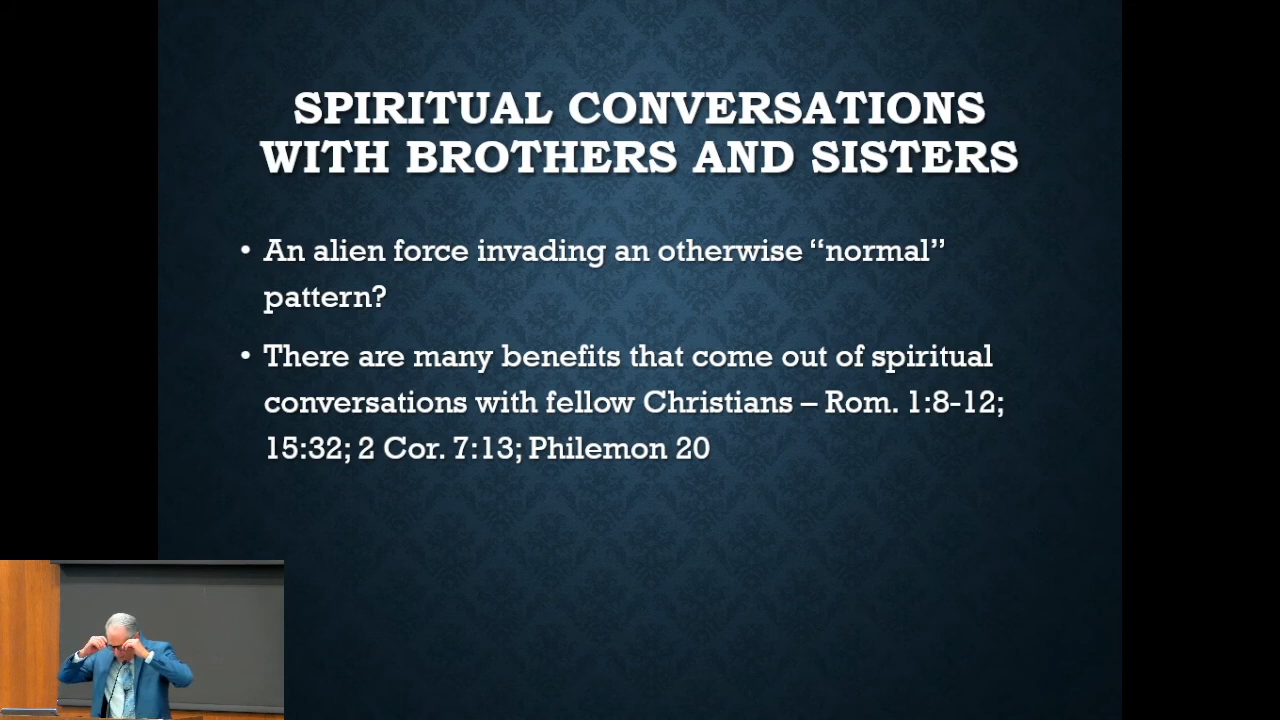 SPIRITUAL CONVERSATIONS
WITH BROTHERS AND SISTERS
• An alien force invading an otherwise “normal”
pattern?
• There are many benefits that come out of spiritual
conversations with fellow Christians – Rom. 1:8-12;
15:32; 2 Cor. 7:13; Philemon 20